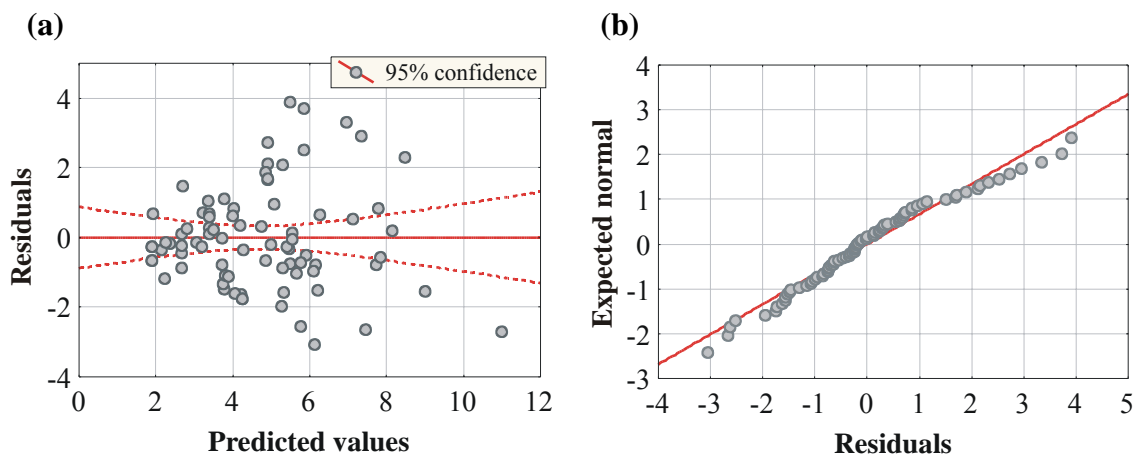 (a)
95% confidence
Residuals
4
2
0
-2
-4
0 2 4 6 8 10 12
Predicted values
(b)
Expected normal
4
3
2
1
0
-1
-2
-3
-4 -3 -2 -1 0 1 2 3 4 5
Residuals